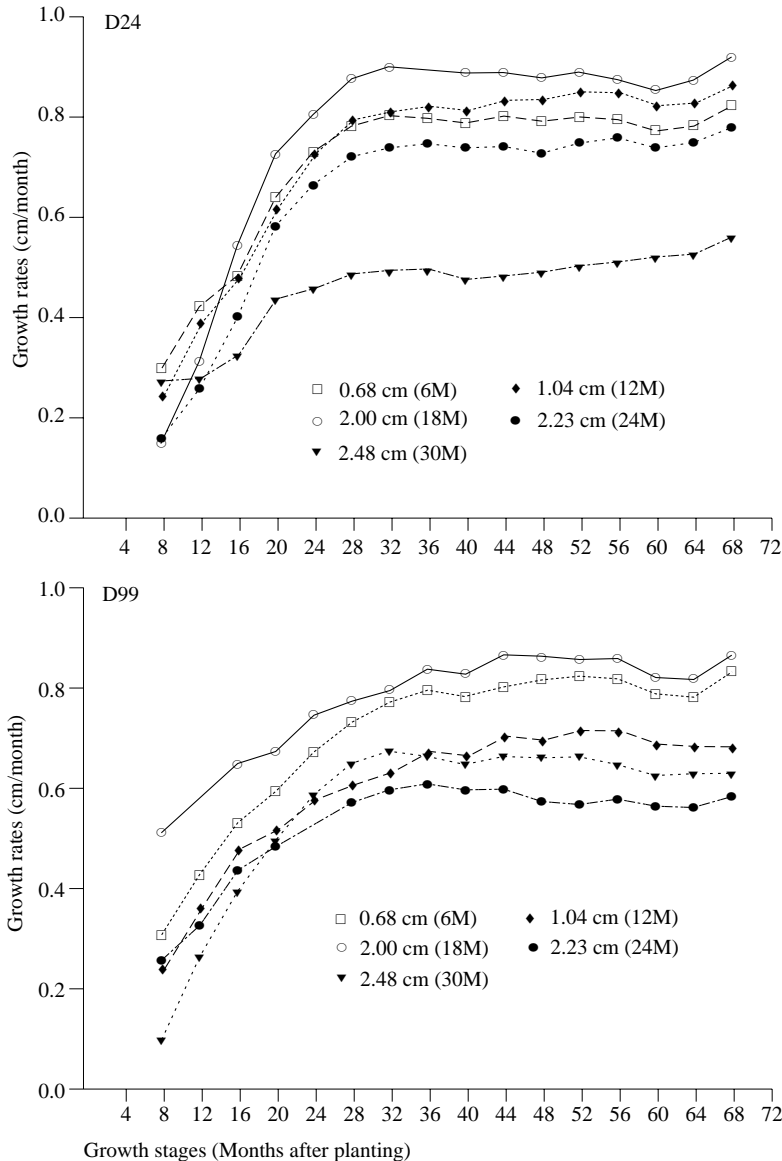 1.0
D24
0.8
0.6
0.4
0.2
0.0
Growth rates (cm/month)
0.68 cm (6M) 1.04 cm (12M)
2.00 cm (18M) 2.23 cm (24M)
2.48 cm (30M)
4 8 12 16 20 24 28 32 36 40 44 48 52 56 60 64 68 72
1.0
D99
0.8
0.6
0.4
0.2
0.0
Growth rates (cm/month)
0.68 cm (6M) 1.04 cm (12M)
2.00 cm (18M) 2.23 cm (24M)
2.48 cm (30M)
4 8 12 16 20 24 28 32 36 40 44 48 52 56 60 64 68 72
Growth stages (Months after planting)